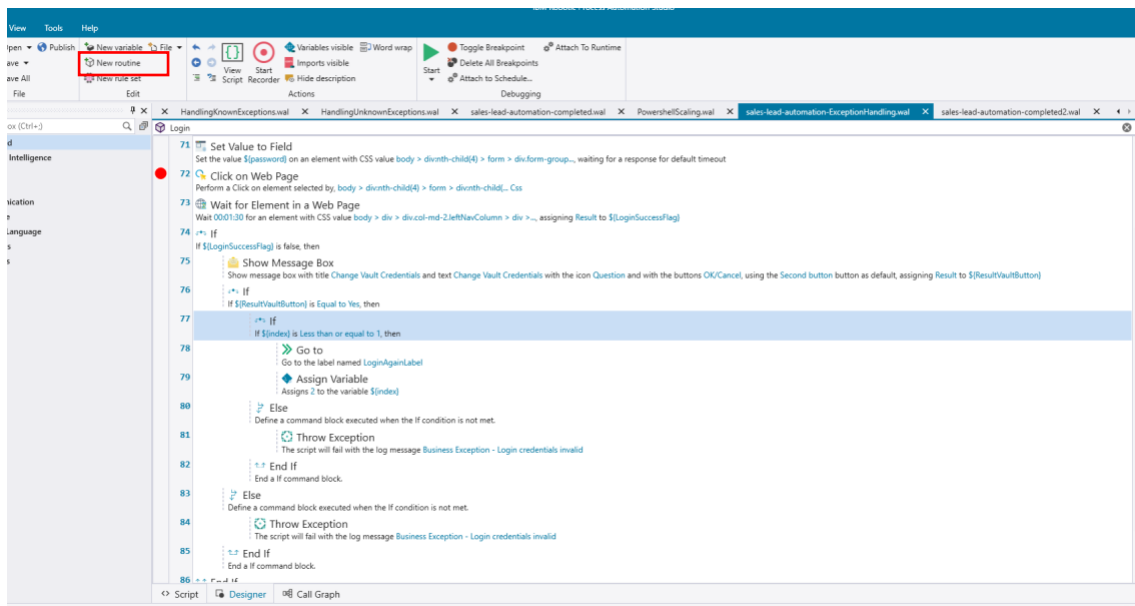 View Tools Help
Open Publish New variable File Variables visible Word wrap Toggle Breakpoint Attach To Runtime
New routine Imports visible Delete All Breakpoints
Save All New rule set View Script Start Recorder Hide description Start Attach to Schedule...
File Edit Actions Debugging
HandlingKnownExceptions.wal HandlingUnknownExceptions.wal sales-lead-automation-completed.wal PowershellScaling.wal sales-lead-automation-ExceptionHandling.wal sales-lead-automation-completed2.wal
ox (Ctrl+;) Login
71 Set Value to Field
Intelligence Set the value ${password} on an element with CSS value body > div:nth-child(4) > form > div.form-group..., waiting for a response for default timeout
72 Click on Web Page
Perform a Click on element selected by, body > div:nth-child(4) > form > div:nth-child(... Css
nication 73 Wait for Element in a Web Page
Wait 00:01:30 for an element with CSS value body > div > div.col-md-2.leftNavColumn > div >..., assigning Result to ${LoginSuccessFlag}
Language 74 If
If ${LoginSuccessFlag} is false, then
75 Show Message Box
Show message box with title Change Vault Credentials and text Change Vault Credentials with the icon Question and with the buttons OK/Cancel, using the Second button button as default, assigning Result to ${ResultVaultButton}
76 If
If ${ResultVaultButton} is Equal to Yes, then
77 If
If ${index} is Less than or equal to 1, then
78 Go to
Go to the label named LoginAgainLabel
79 Assign Variable
Assigns 2 to the variable ${index}
80 Else
Define a command block executed when the If condition is not met.
81 Throw Exception
The script will fail with the log message Business Exception - Login credentials invalid
82 End If
End a If command block.
83 Else
Define a command block executed when the If condition is not met.
84 Throw Exception
The script will fail with the log message Business Exception - Login credentials invalid
85 End If
End a If command block.
86 End If
Script Designer Call Graph